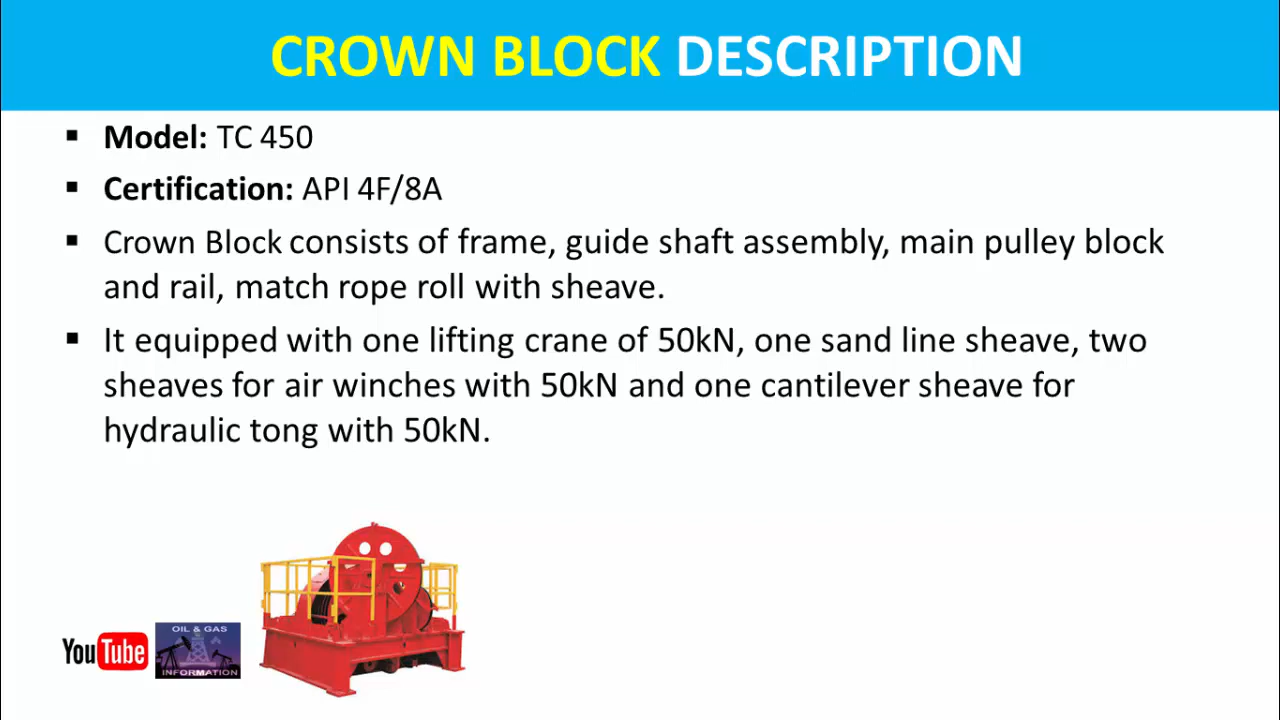 CROWN BLOCK DESCRIPTION
▪ Model: TC 450
▪ Certification: API 4F/8A
▪ Crown Block consists of frame, guide shaft assembly, main pulley block
and rail, match rope roll with sheave.
▪ It equipped with one lifting crane of 50kN, one sand line sheave, two
sheaves for air winches with 50kN and one cantilever sheave for
hydraulic tong with 50kN.
YouTube
OIL & GAS
INFORMATION